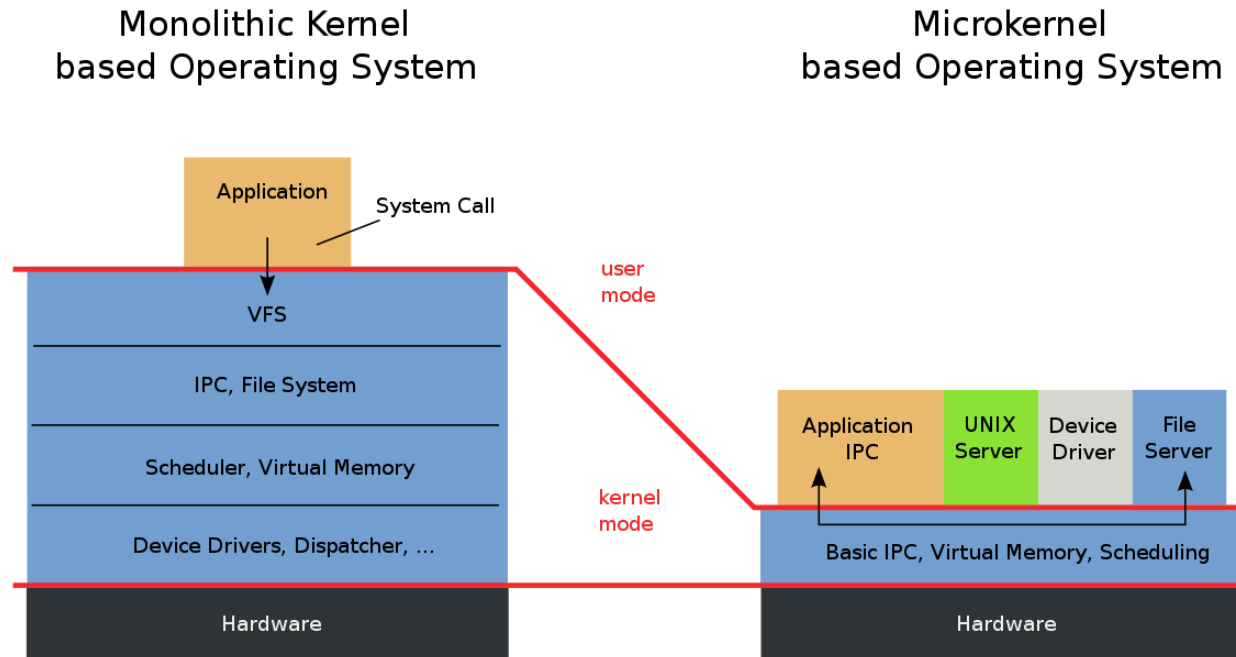 Monolithic Kernel
based Operating System
Application
System Call
VFS
IPC, File System
Scheduler, Virtual Memory
Device Drivers, Dispatcher, ...
Hardware
user
mode
kernel
mode
Microkernel
based Operating System
Application
IPC
UNIX
Server
Device
Driver
File
Server
Basic IPC, Virtual Memory, Scheduling
Hardware